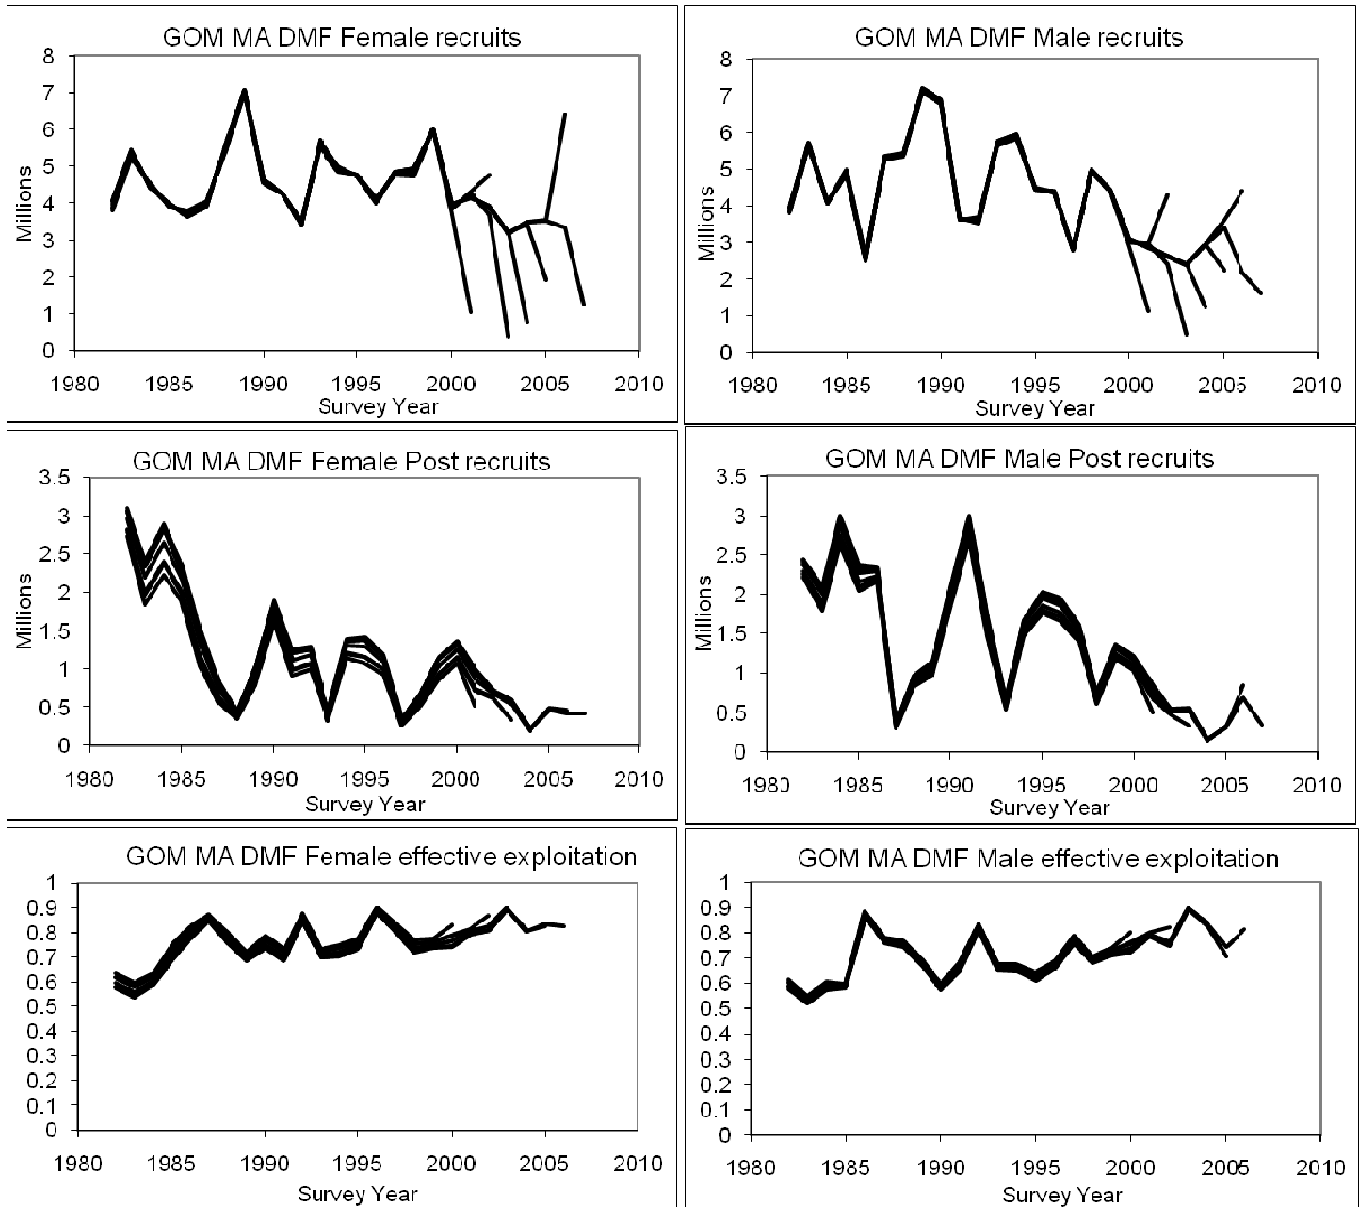 GOM MA DMF Female recruits
8
7
6
5
4
3
2
1
0
Millions
1980 1985 1990 1995 2000 2005 2010
Survey Year
GOM MA DMF Male recruits
8
7
6
5
4
3
2
1
0
Millions
1980 1985 1990 1995 2000 2005 2010
Survey Year
GOM MA DMF Female Post recruits
3.5
3
2.5
2
1.5
1
0.5
0
Millions
1980 1985 1990 1995 2000 2005 2010
Survey Year
GOM MA DMF Male Post recruits
3.5
3
2.5
2
1.5
1
0.5
0
Millions
1980 1985 1990 1995 2000 2005 2010
Survey Year
GOM MA DMF Female effective exploitation
1
0.9
0.8
0.7
0.6
0.5
0.4
0.3
0.2
0.1
0
1980 1985 1990 1995 2000 2005 2010
Survey Year
GOM MA DMF Male effective exploitation
1
0.9
0.8
0.7
0.6
0.5
0.4
0.3
0.2
0.1
0
1980 1985 1990 1995 2000 2005 2010
Survey Year